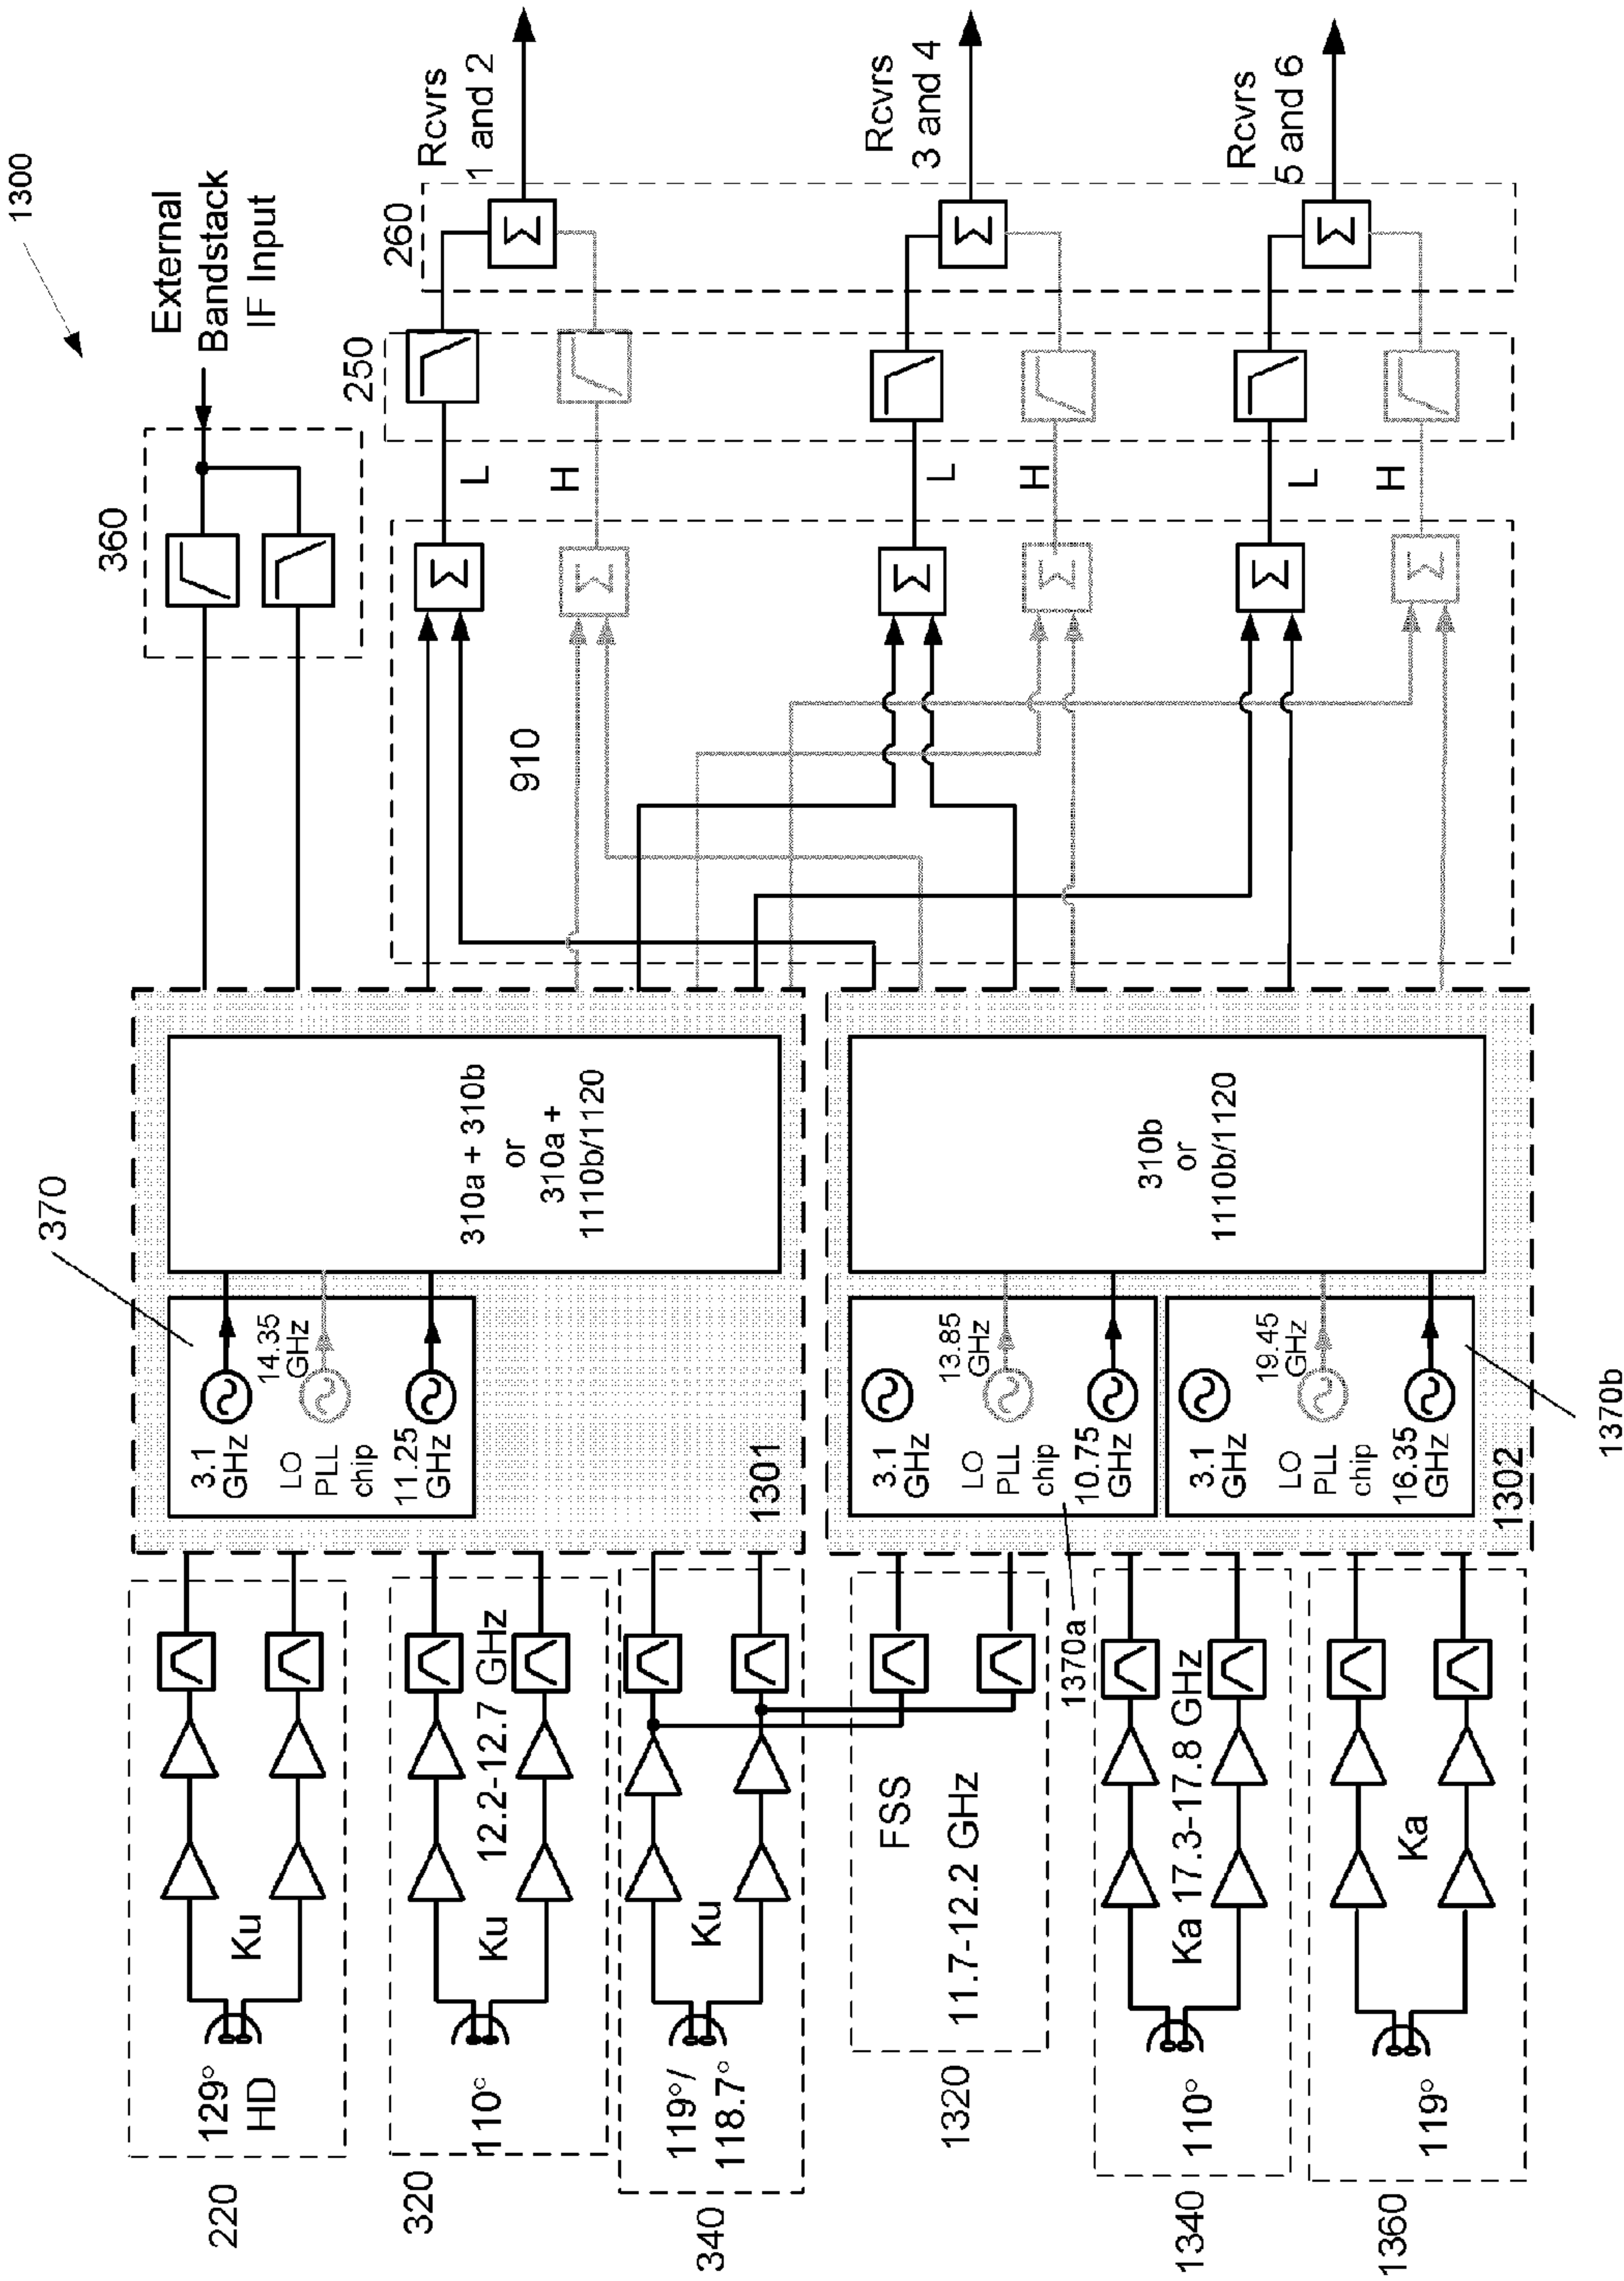 1300
External
Bandstack
IF Input
360
250
260
Rcvrs
1 and 2
Rcvrs
3 and 4
Rcvrs
5 and 6
L
H
L
H
L
H
Σ
Σ
Σ
Σ
Σ
Σ
Σ
Σ
Σ
910
370
3.1
GHz
14.35
GHz
LO
PLL
chip
11.25
GHz
310a + 310b
or
310a +
1110b/1120
1301
3.1
GHz
13.85
GHz
LO
PLL
chip
10.75
GHz
3.1
GHz
19.45
GHz
LO
PLL
chip
16.35
GHz
310b
or
1110b/1120
1302
1370a
1370b
129°
HD
Ku
220
110°
Ku
12.2-12.7 GHz
320
119°/
118.7°
Ku
340
FSS
11.7-12.2 GHz
1320
110°
Ka 17.3-17.8 GHz
1340
119°
Ka
1360